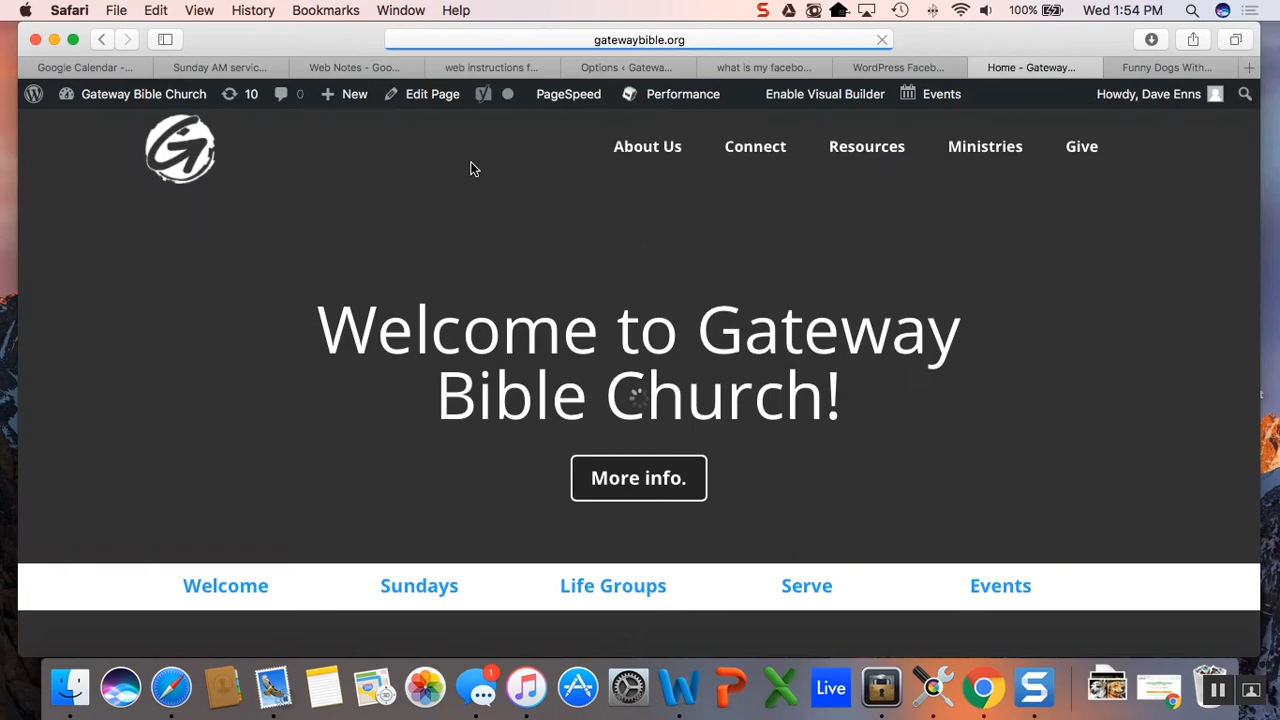 Safari File Edit View History Bookmarks Window Help 100% Wed 1:54 PM
gatewaybible.org
Google Calendar -... Sunday AM servic... Web Notes - Goo... web instructions f... Options ‹ Gatewa... what is my facebo... WordPress Faceb... Home - Gateway... Funny Dogs With...
Gateway Bible Church 10 0 New Edit Page PageSpeed Performance Enable Visual Builder Events Howdy, Dave Enns
G
About Us Connect Resources Ministries Give
Welcome to Gateway
Bible Church!
More info.
Welcome Sundays Life Groups Serve Events
1
W P X Live S